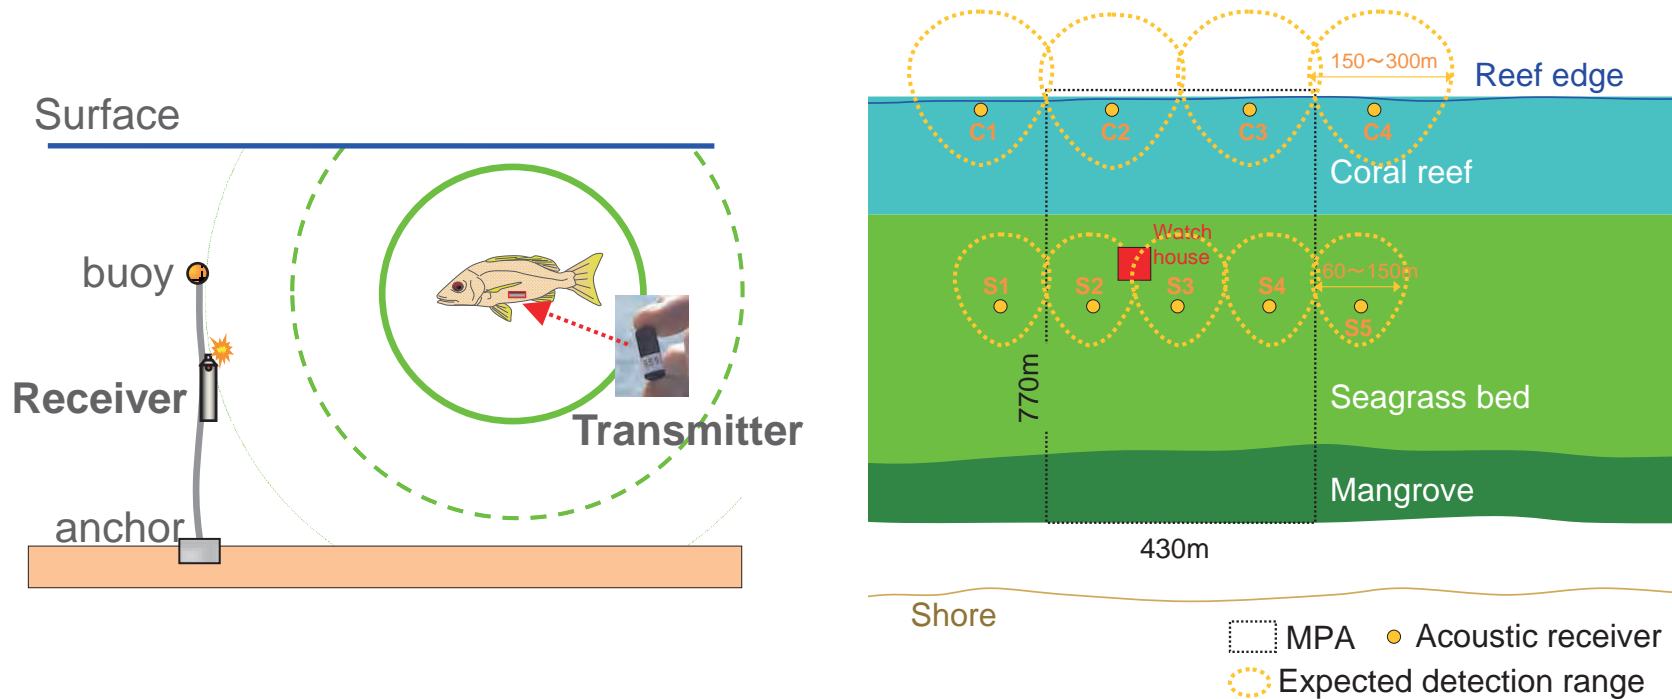 Surface
buoy
Receiver
Transmitter
anchor
150～300m
Reef edge
C1
C2
C3
C4
Coral reef
Watch
house
60～150m
S1
S2
S3
S4
S5
770m
Seagrass bed
Mangrove
430m
Shore
MPA
Acoustic receiver
Expected detection range